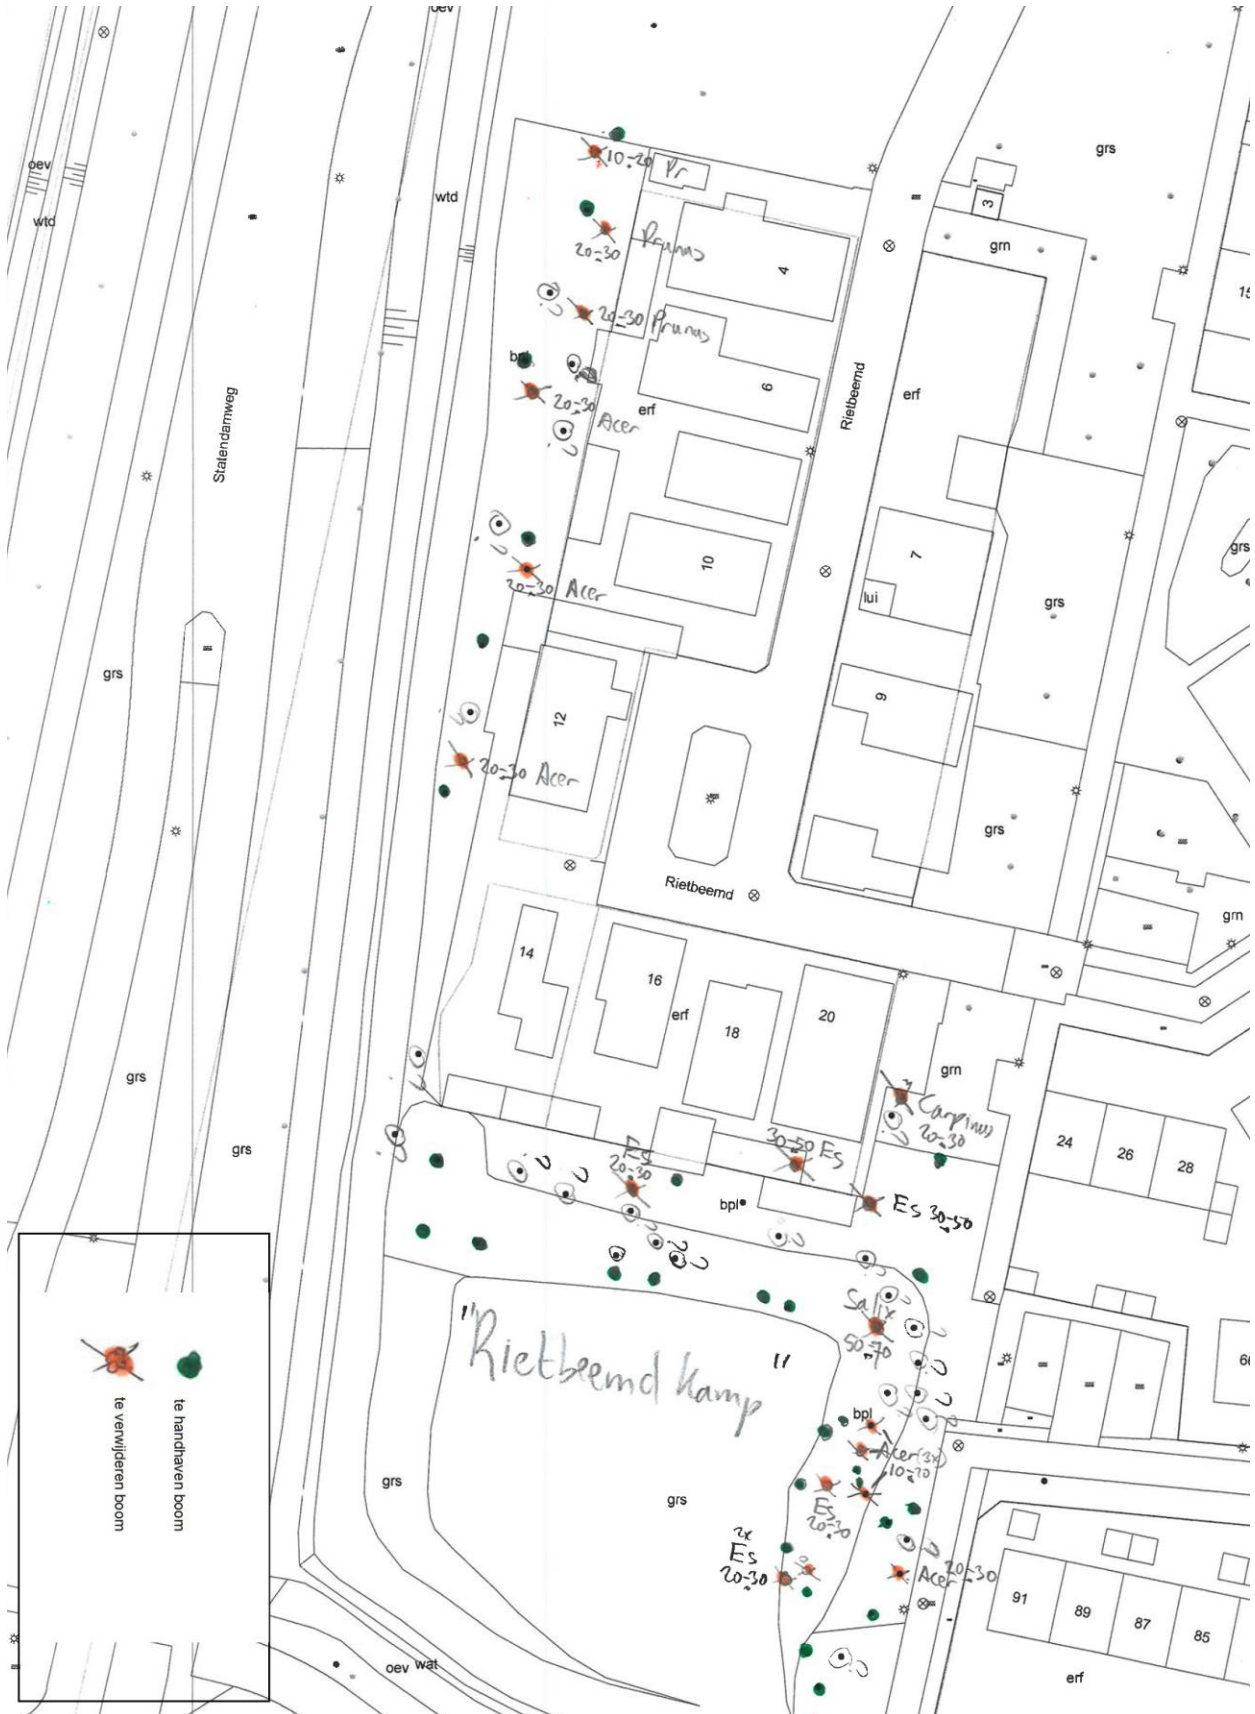 oev
oev
wtd
wtd
grs
10-20 Pr
3
grn
20-30 Prunus
4
15
20-30 Prunus
bpl
6
Rietbeemd
erf
20-30
Acer
erf
Stalendamweg
10
7
grs
20-30 Acer
lui
grs
grs
12
9
20-30 Acer
grs
Rietbeemd
grn
14
16
erf
18
20
grn
grs
grs
Carpinus
20-30
24
26
28
Es
20-30
30-50 Es
bpl
Es 30-50
Salix
50-70
"Rietbeemd Kamp"
66
te handhaven boom
te verwijderen boom
bpl
Acer (3x)
10-20
grs
grs
Es
20-30
2x
Es
20-30
Acer 20-30
91
89
87
85
oev wat
erf